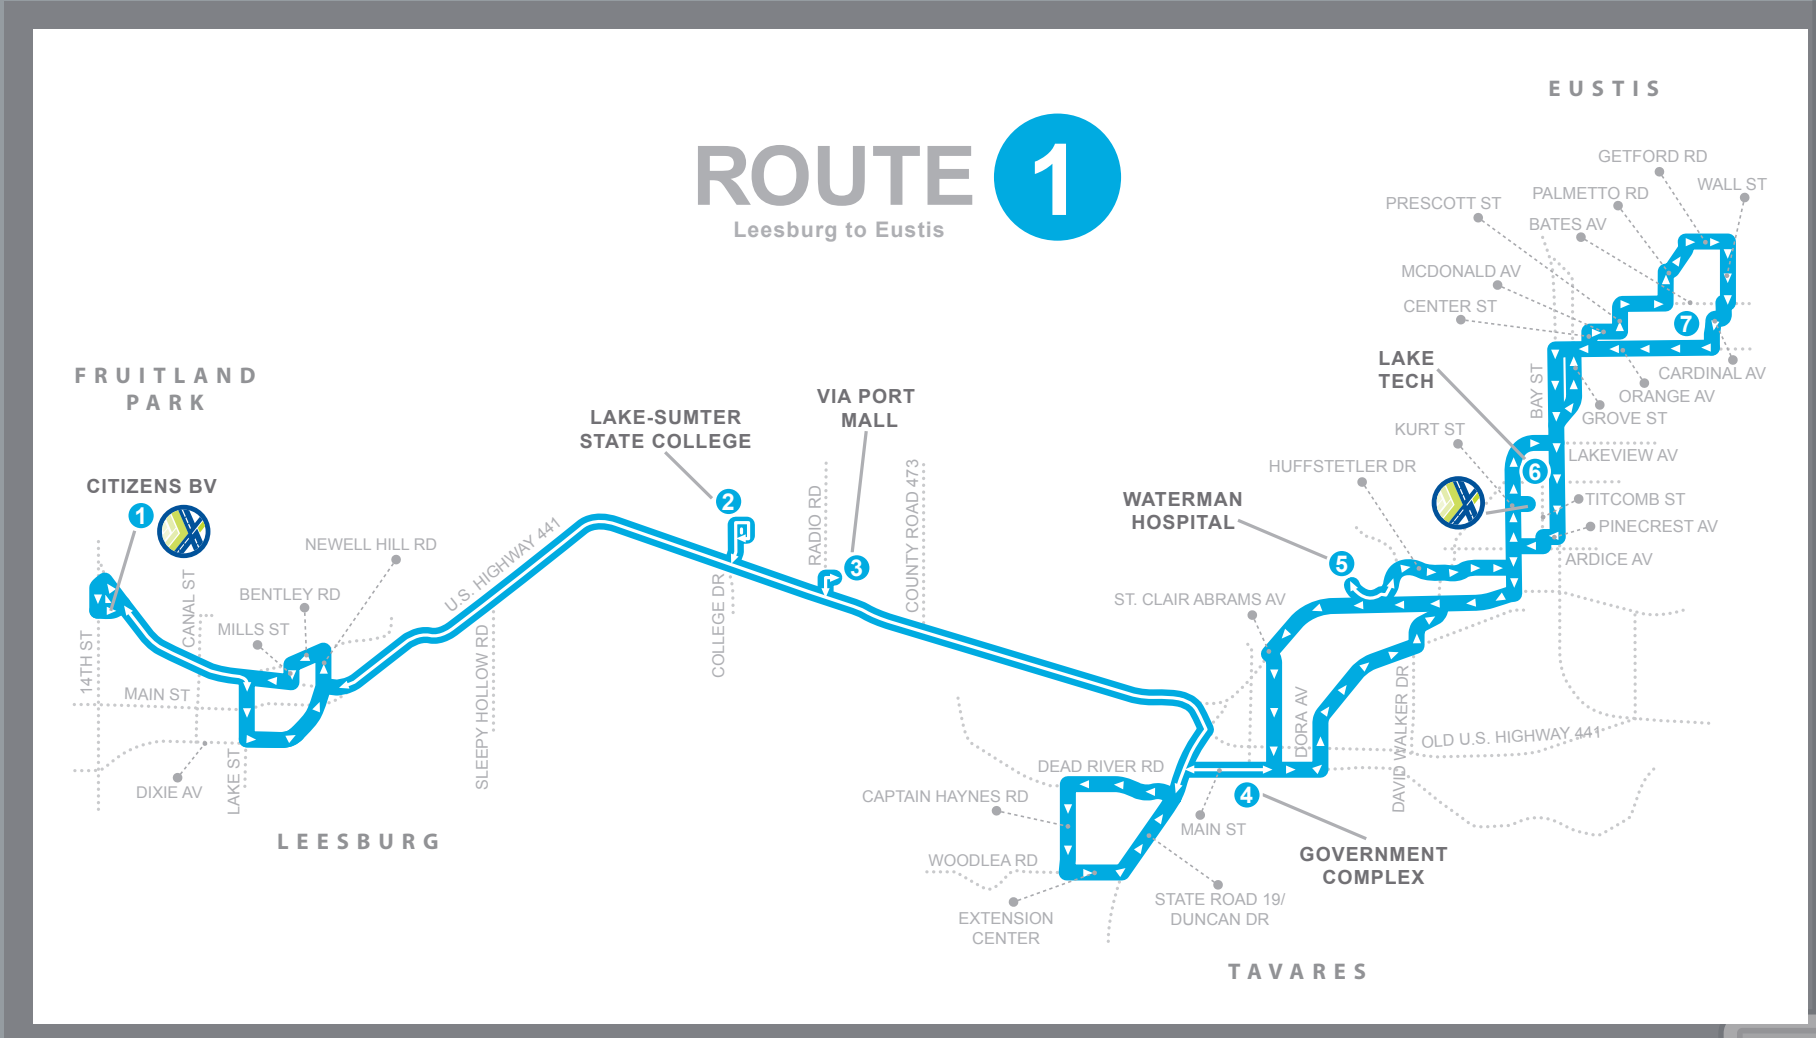 EUSTIS
ROUTE 1
Leesburg to Eustis
GETFORD RD
WALL ST
PALMETTO RD
PRESCOTT ST
BATES AV
MCDONALD AV
CENTER ST
7
LAKE
TECH
CARDINAL AV
ORANGE AV
GROVE ST
BAY ST
KURT ST
LAKEVIEW AV
6
HUFFSTETLER DR
TITCOMB ST
PINECREST AV
ARDICE AV
WATERMAN
HOSPITAL
5
ST. CLAIR ABRAMS AV
FRUITLAND
PARK
CITIZENS BV
1
VIA PORT
MALL
LAKE-SUMTER
STATE COLLEGE
2
3
RADIO RD
COUNTY ROAD 473
COLLEGE DR
U.S. HIGHWAY 441
SLEEPY HOLLOW RD
NEWELL HILL RD
BENTLEY RD
MILLS ST
CANAL ST
14TH ST
MAIN ST
DIXIE AV
LAKE ST
LEESBURG
DORA AV
DAVID WALKER DR
OLD U.S. HIGHWAY 441
DEAD RIVER RD
CAPTAIN HAYNES RD
4
MAIN ST
GOVERNMENT
COMPLEX
WOODLEA RD
EXTENSION
CENTER
STATE ROAD 19/
DUNCAN DR
TAVARES